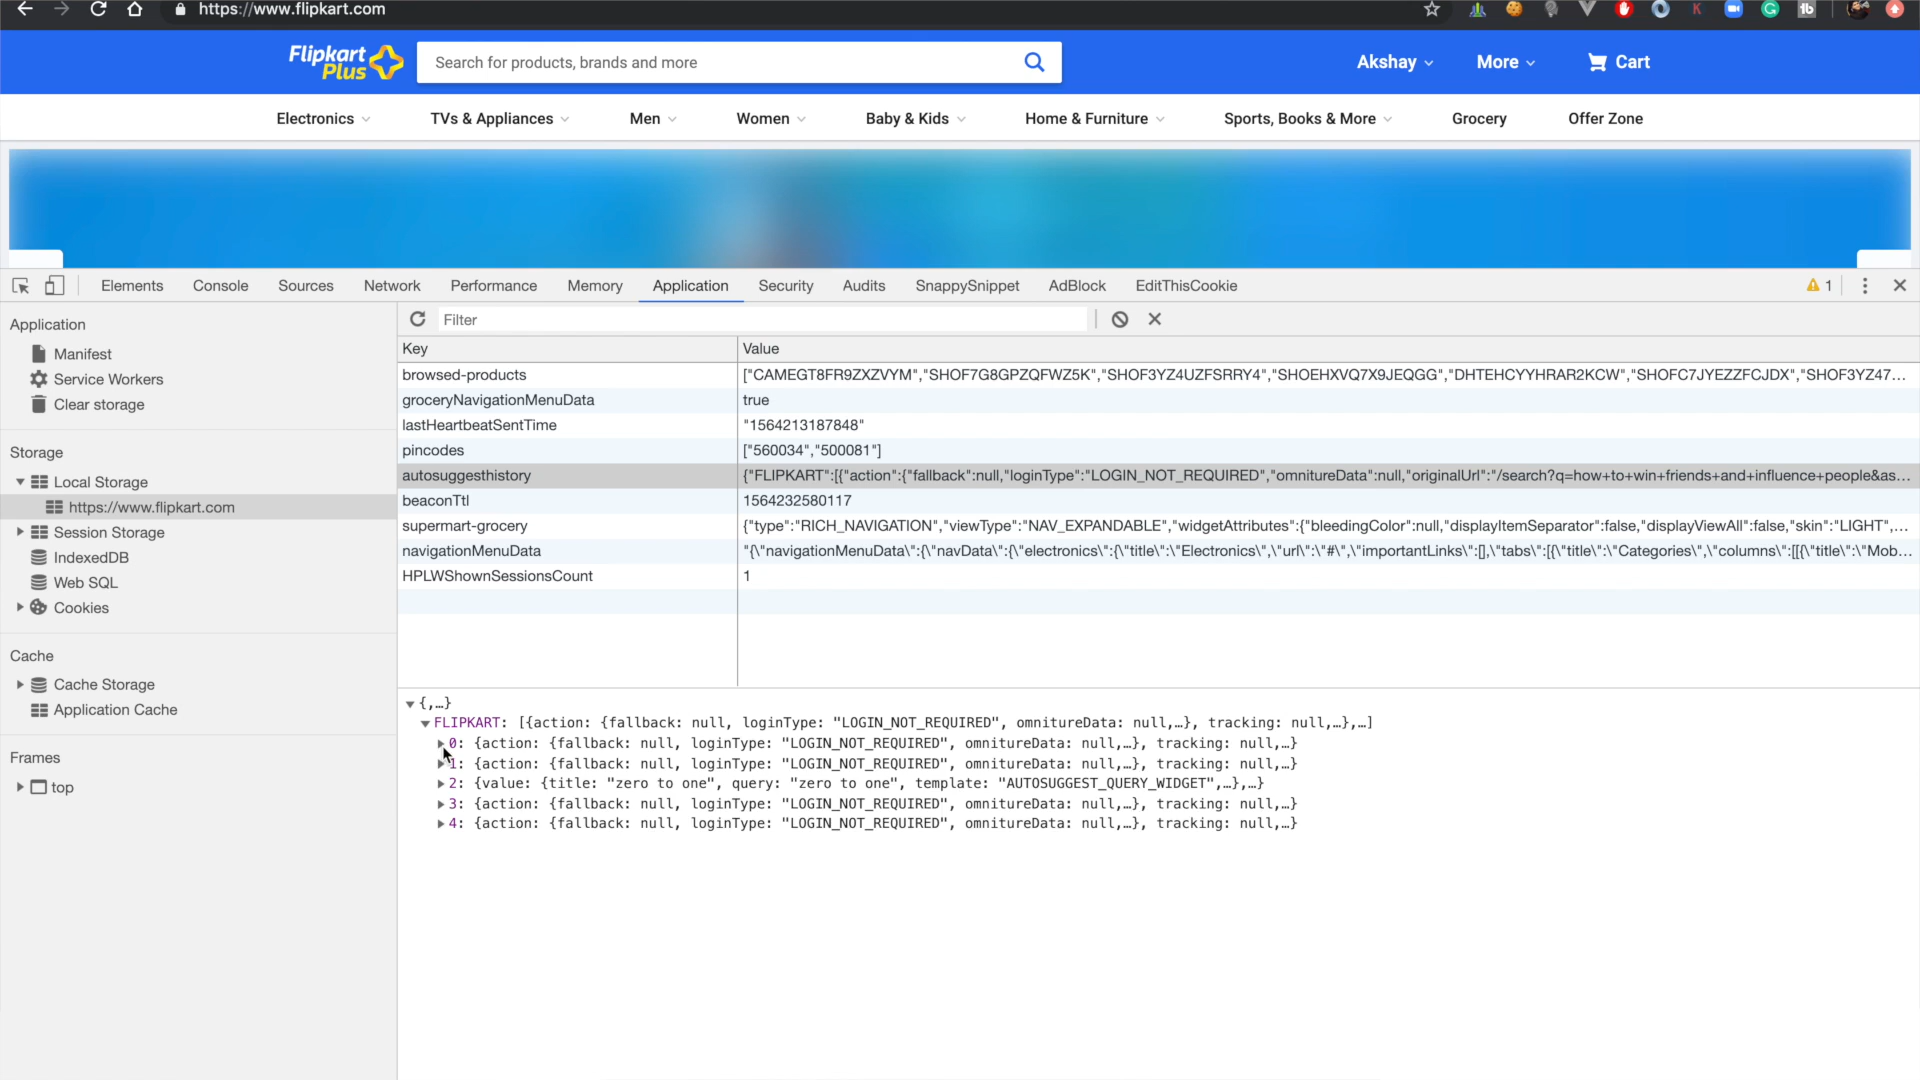 https://www.flipkart.com
Flipkart
Plus
Search for products, brands and more
Akshay
More
Cart
Electronics
TVs & Appliances
Men
Women
Baby & Kids
Home & Furniture
Sports, Books & More
Grocery
Offer Zone
Elements
Console
Sources
Network
Performance
Memory
Application
Security
Audits
SnappySnippet
AdBlock
EditThisCookie
1
Application
Manifest
Service Workers
Clear storage
Storage
Local Storage
https://www.flipkart.com
Session Storage
IndexedDB
Web SQL
Cookies
Cache
Cache Storage
Application Cache
Frames
top
Filter
Key Value
browsed-products ["CAMEGT8FR9ZXZVYM","SHOF7G8GPZQFWZ5K","SHOF3YZ4UZFSRRY4","SHOEHXVQ7X9JEQGG","DHTEHCYYHRAR2KCW","SHOFC7JYEZZFCJDX","SHOF3YZ47...
groceryNavigationMenuData true
lastHeartbeatSentTime "1564213187848"
pincodes ["560034","500081"]
autosuggesthistory {"FLIPKART":[{"action":{"fallback":null,"loginType":"LOGIN_NOT_REQUIRED","omnitureData":null,"originalUrl":"/search?q=how+to+win+friends+and+influence+people&as...
beaconTtl 1564232580117
supermart-grocery {"type":"RICH_NAVIGATION","viewType":"NAV_EXPANDABLE","widgetAttributes":{"bleedingColor":null,"displayItemSeparator":false,"displayViewAll":false,"skin":"LIGHT",...
navigationMenuData "{\"navigationMenuData\":{\"navData\":{\"electronics\":{\"title\":\"Electronics\",\"url\":\"#\",\"importantLinks\":[],\"tabs\":[{\"title\":\"Categories\",\"columns\":[[{\"title\":\"Mob...
HPLWShownSessionsCount 1
{,…}
FLIPKART: [{action: {fallback: null, loginType: "LOGIN_NOT_REQUIRED", omnitureData: null,…}, tracking: null,…},…]
0: {action: {fallback: null, loginType: "LOGIN_NOT_REQUIRED", omnitureData: null,…}, tracking: null,…}
1: {action: {fallback: null, loginType: "LOGIN_NOT_REQUIRED", omnitureData: null,…}, tracking: null,…}
2: {value: {title: "zero to one", query: "zero to one", template: "AUTOSUGGEST_QUERY_WIDGET",…},…}
3: {action: {fallback: null, loginType: "LOGIN_NOT_REQUIRED", omnitureData: null,…}, tracking: null,…}
4: {action: {fallback: null, loginType: "LOGIN_NOT_REQUIRED", omnitureData: null,…}, tracking: null,…}